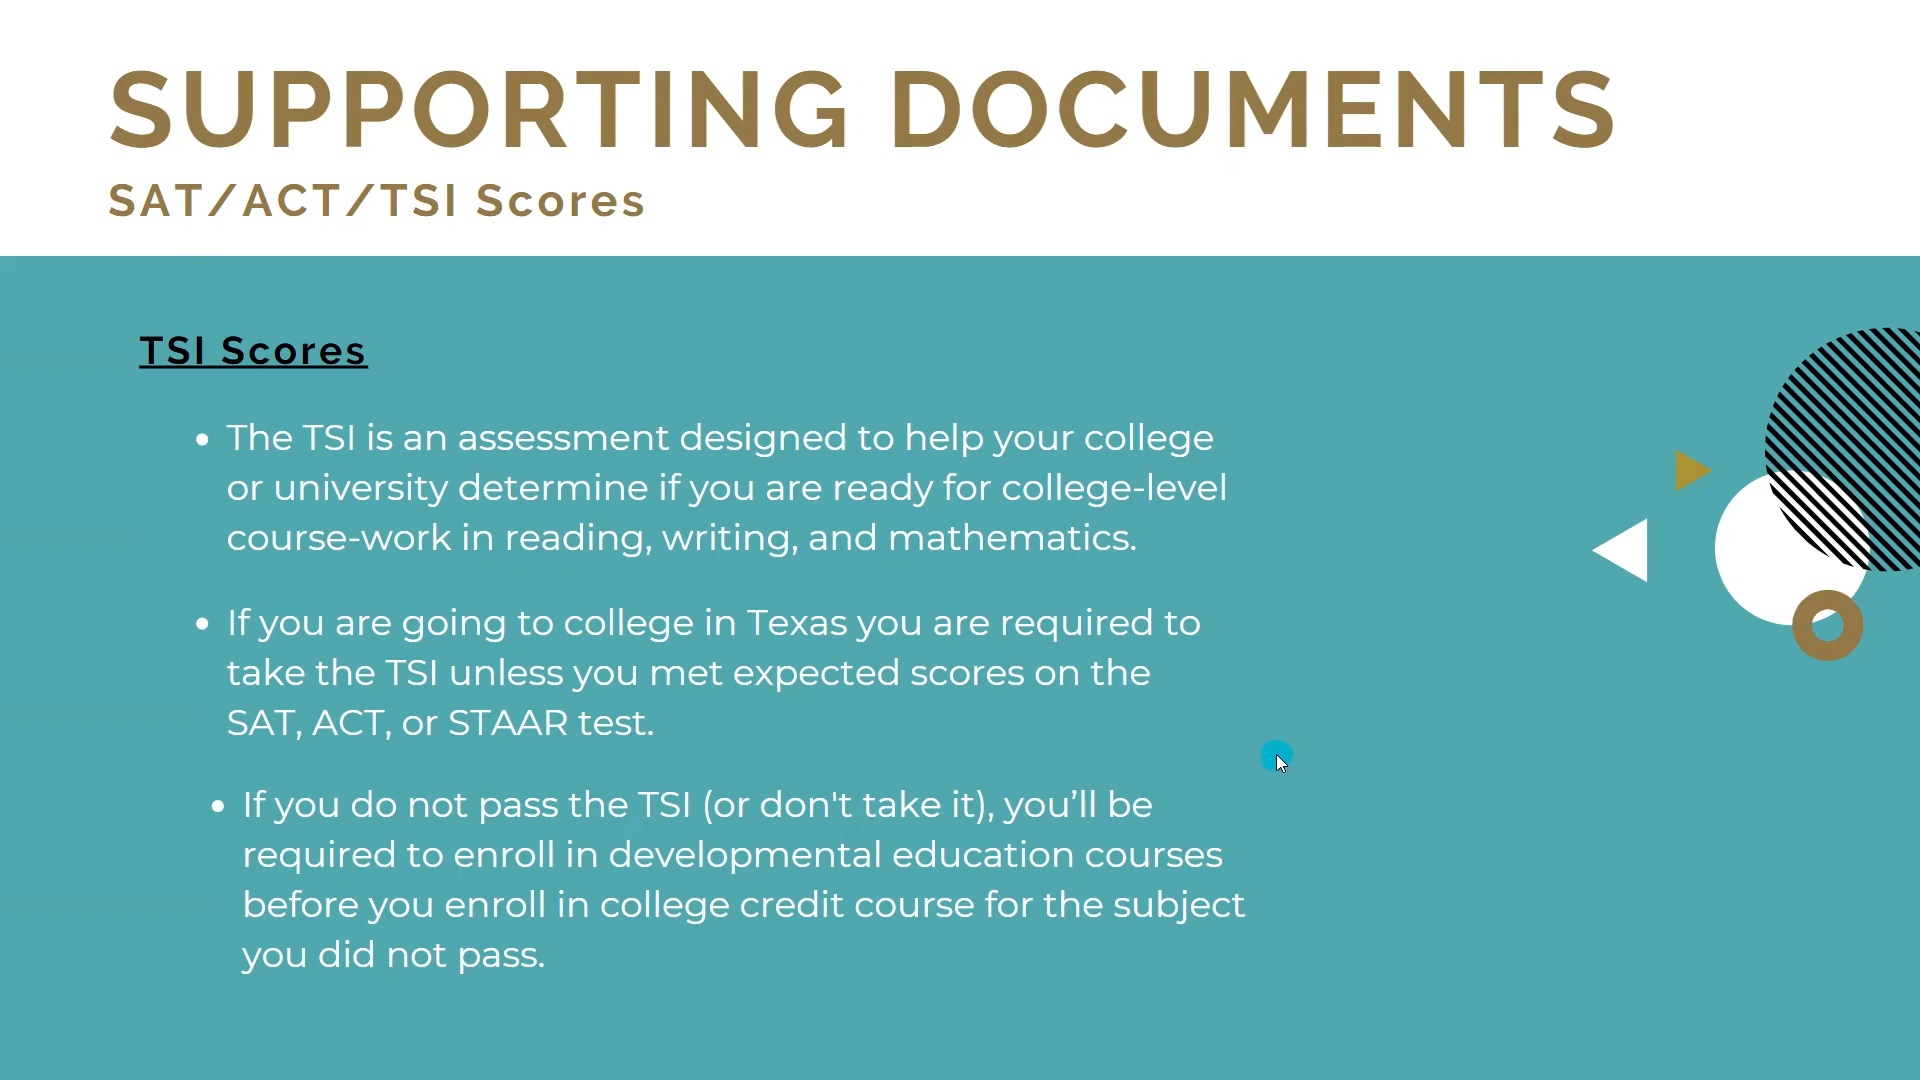 SUPPORTING DOCUMENTS
SAT/ACT/TSI Scores
TSI Scores
• The TSI is an assessment designed to help your college
or university determine if you are ready for college-level
course-work in reading, writing, and mathematics.
• If you are going to college in Texas you are required to
take the TSI unless you met expected scores on the
SAT, ACT, or STAAR test.
• If you do not pass the TSI (or don't take it), you’ll be
required to enroll in developmental education courses
before you enroll in college credit course for the subject
you did not pass.